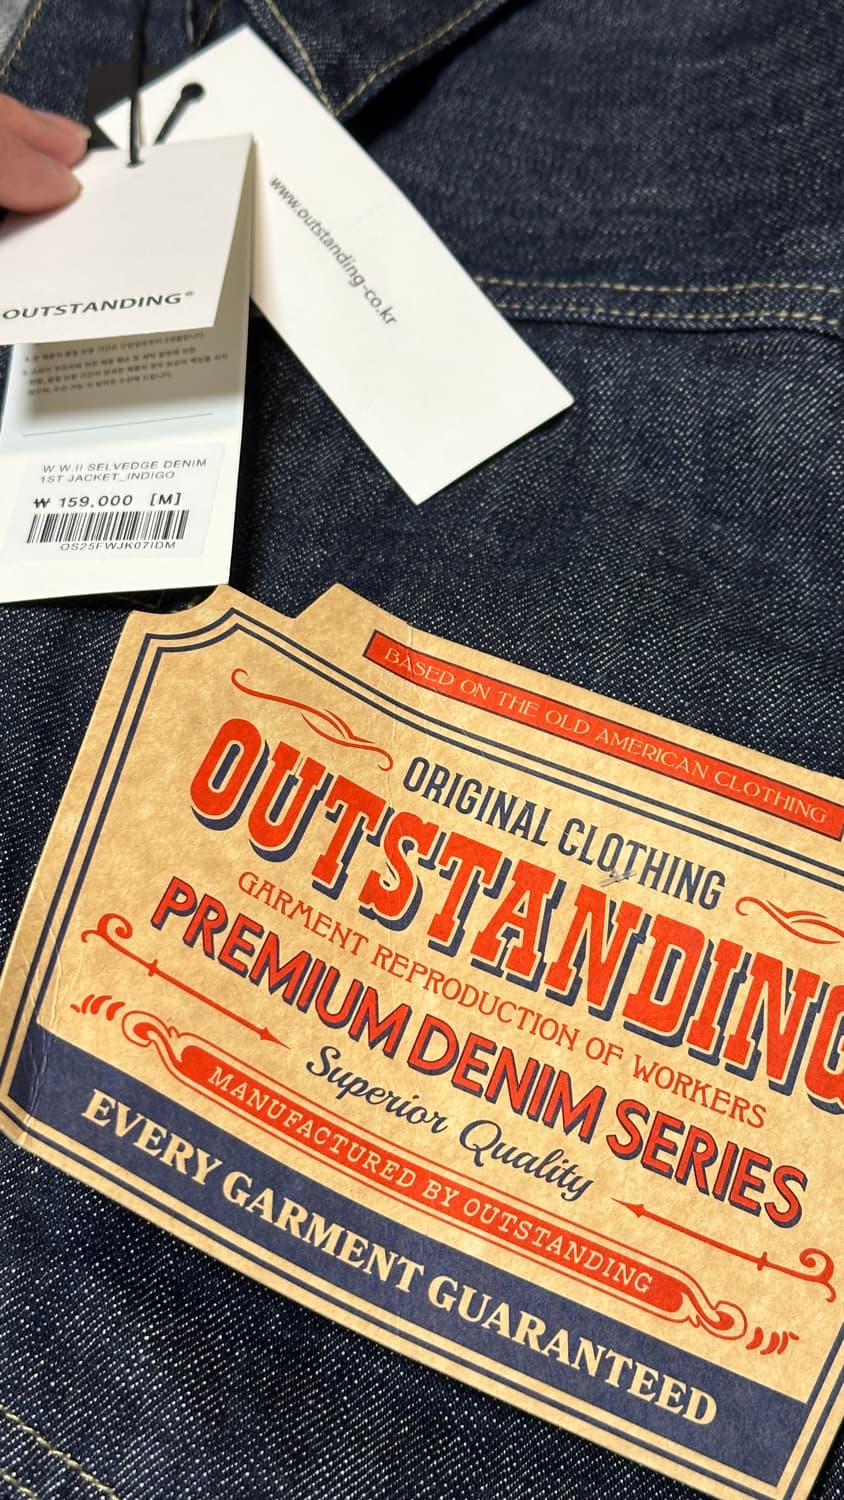 www.outstanding-co.kr
OUTSTANDING®
W.W.II SELVEDGE DENIM
1ST JACKET_INDIGO
₩ 159,000 [M]
OS25FWJK07IDM
BASED ON THE OLD AMERICAN CLOTHING
ORIGINAL CLOTHING
OUTSTANDING
GARMENT REPRODUCTION OF WORKERS
PREMIUM DENIM SERIES
Superior Quality
MANUFACTURED BY OUTSTANDING
EVERY GARMENT GUARANTEED